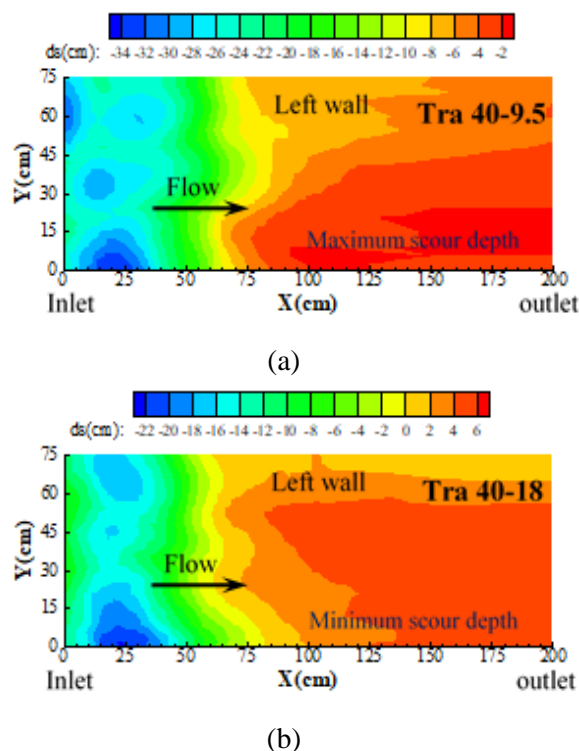 ds(cm): -34 -32 -30 -28 -26 -24 -22 -20 -18 -16 -14 -12 -10 -8 -6 -4 -2
75
Left wall
Tra 40-9.5
60
45
Y(cm)
30
Flow
15
Maximum scour depth
0
0 25 50 75 100 125 150 175 200
Inlet
X(cm)
outlet
(a)
ds(cm): -22 -20 -18 -16 -14 -12 -10 -8 -6 -4 -2 0 2 4 6
75
Left wall
Tra 40-18
60
45
Y(cm)
30
Flow
15
Minimum scour depth
0
0 25 50 75 100 125 150 175 200
Inlet
X(cm)
outlet
(b)